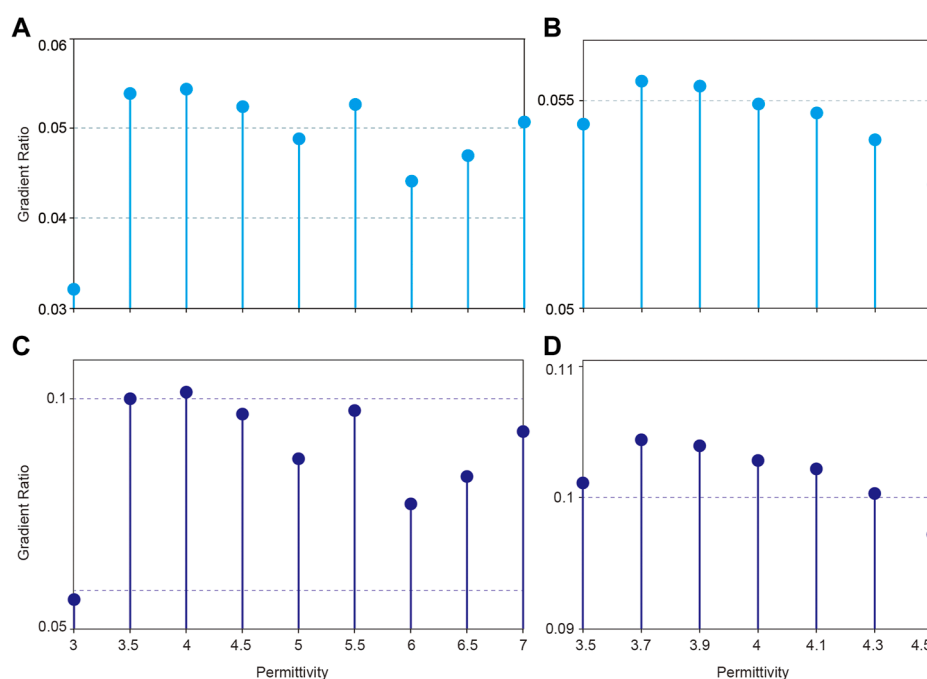 A
B
0.06
0.05
0.04
0.03
Gradient Ratio
0.055
0.05
C
D
0.1
0.05
Gradient Ratio
3 3.5 4 4.5 5 5.5 6 6.5 7
Permittivity
0.11
0.1
0.09
3.5 3.7 3.9 4 4.1 4.3 4.5
Permittivity